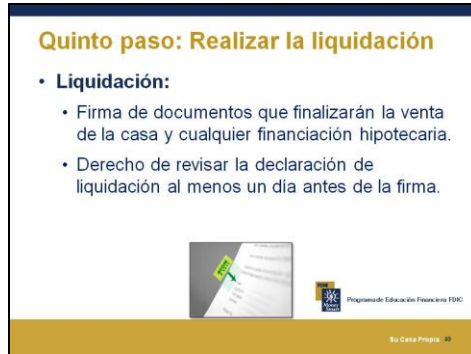 Quinto paso: Realizar la liquidación
• Liquidación:
• Firma de documentos que finalizarán la venta
de la casa y cualquier financiación hipotecaria.
• Derecho de revisar la declaración de
liquidación al menos un día antes de la firma.
Programa de Educación Financiera FDIC
Su Casa Propia